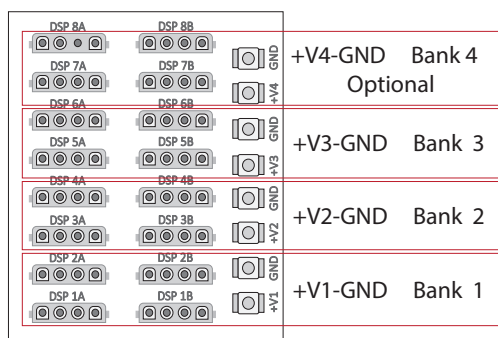 DSP 8A DSP 8B
GND
+V4-GND Bank 4
DSP 7A DSP 7B
Optional
+V4
DSP 6A DSP 6B
GND
+V3-GND Bank 3
DSP 5A DSP 5B
+V3
DSP 4A DSP 4B
GND
+V2-GND Bank 2
DSP 3A DSP 3B
+V2
DSP 2A DSP 2B
GND
+V1-GND Bank 1
DSP 1A DSP 1B
+V1